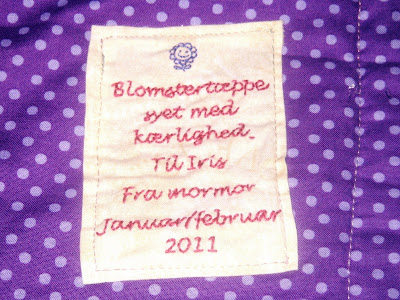 Blomstertæppe
syet med
kærlighed.
Til Iris
Fra mormor
Januar/februar
2011